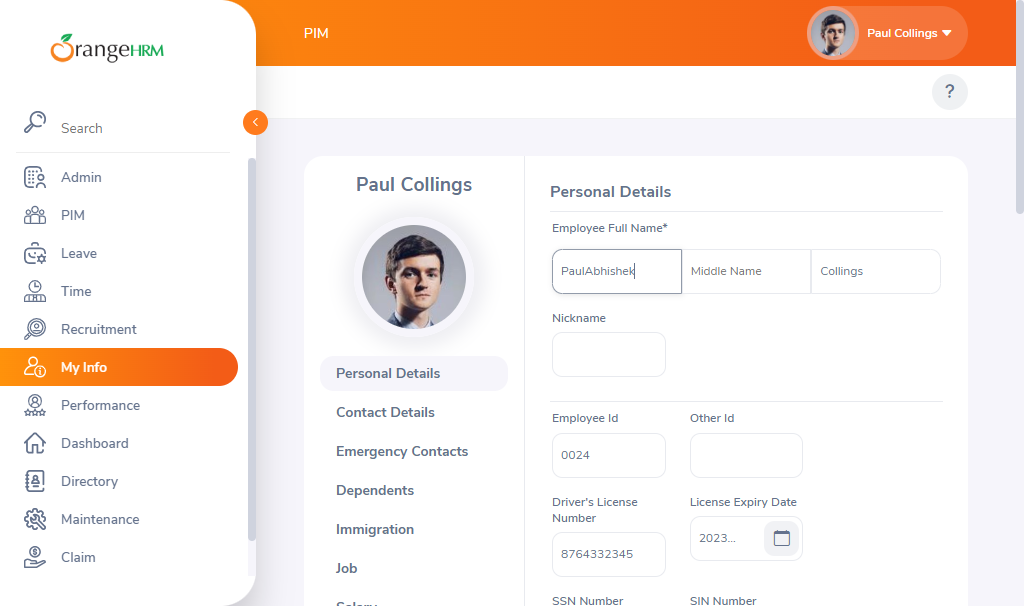 OrangeHRM
PIM
Paul Collings
?
Search
Admin
PIM
Leave
Time
Recruitment
My Info
Performance
Dashboard
Directory
Maintenance
Claim
Paul Collings
Personal Details
Contact Details
Emergency Contacts
Dependents
Immigration
Job
Salary
Personal Details
Employee Full Name*
PaulAbhishek Middle Name Collings
Nickname
Employee Id Other Id
0024
Driver's License Number License Expiry Date
8764332345 2023...
SSN Number SIN Number